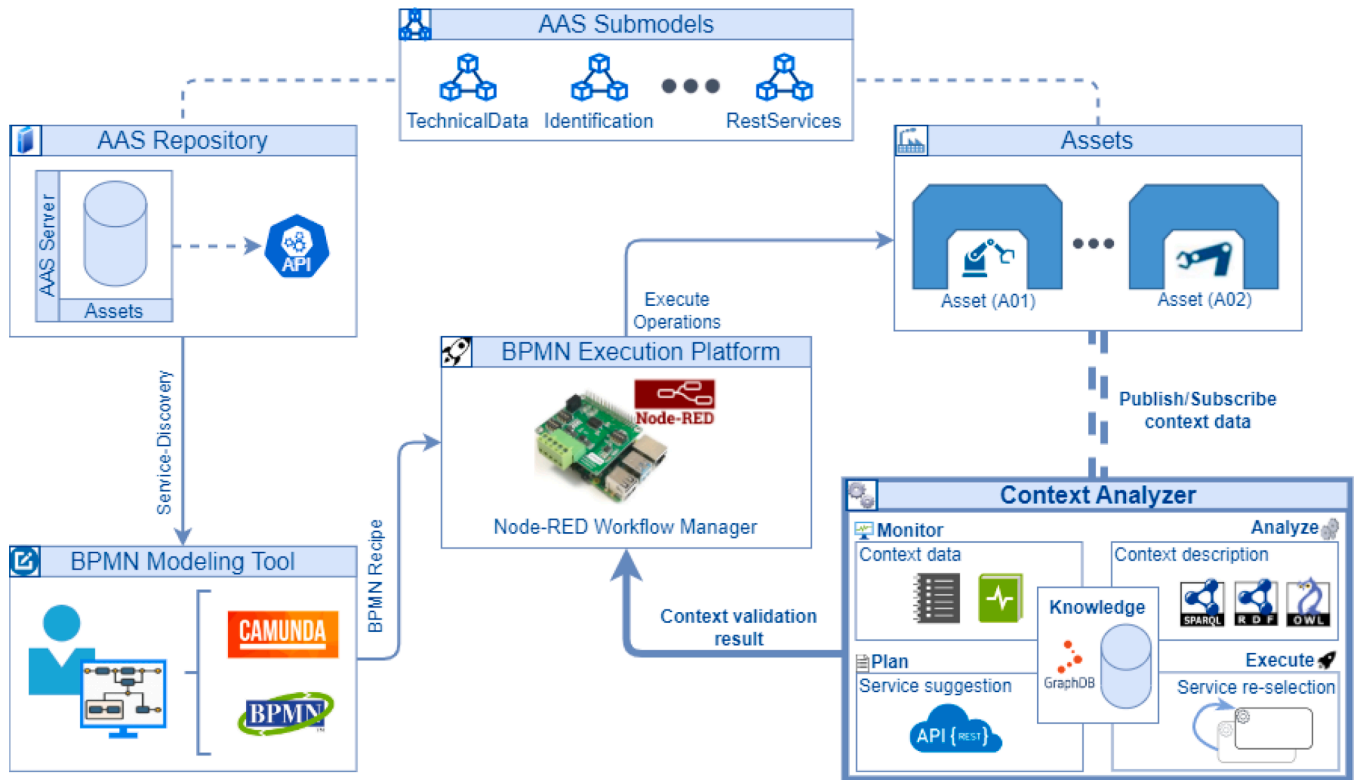 AAS Submodels
TechnicalData
Identification
RestServices
AAS Repository
AAS Server
Assets
API
Assets
Asset (A01)
Asset (A02)
Execute
Operations
Service-Discovery
BPMN Execution Platform
Node-RED
Node-RED Workflow Manager
Publish/Subscribe
context data
BPMN Modeling Tool
CAMUNDA
BPMN
TM
BPMN Recipe
Context validation
result
Context Analyzer
Monitor
Context data
Analyze
Context description
SPARQL
RDF
OWL
Knowledge
GraphDB
Plan
Service suggestion
API {REST}
Execute
Service re-selection